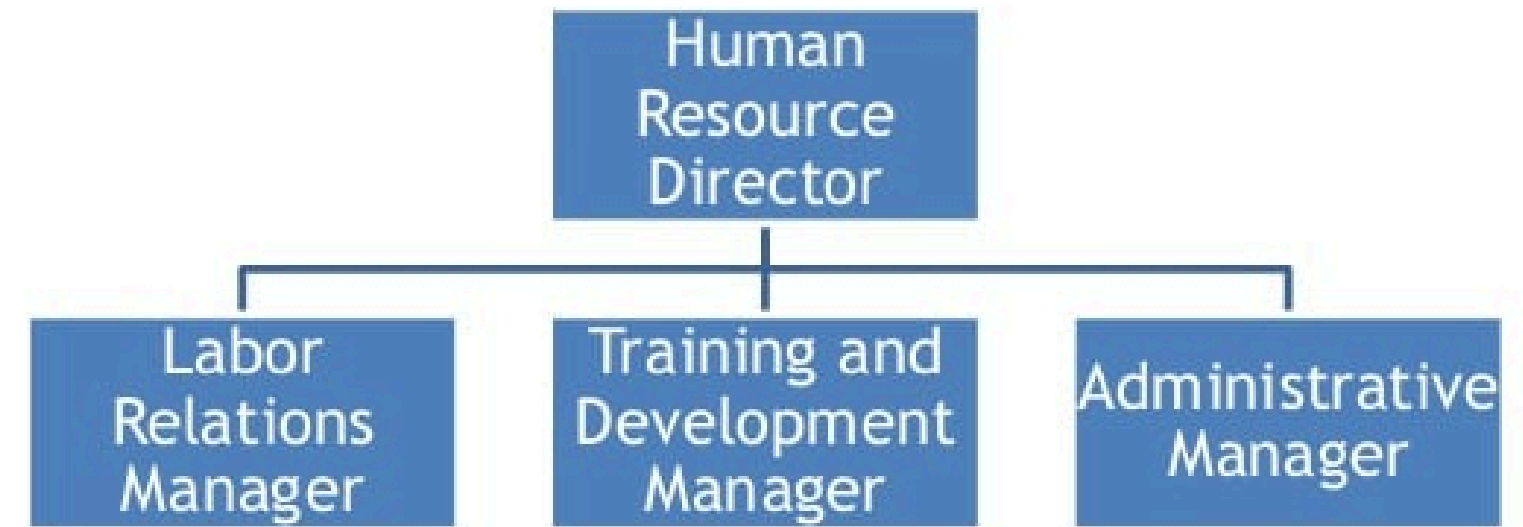 Human
Resource
Director
Labor
Relations
Manager
Training and
Development
Manager
Administrative
Manager